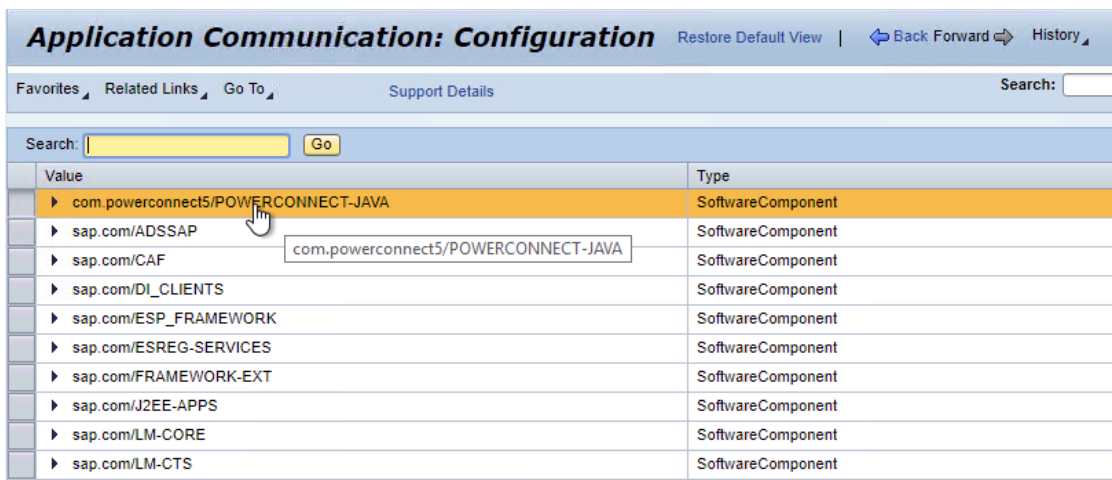 Application Communication: Configuration Restore Default View | Back Forward History
Favorites Related Links Go To Support Details Search:
Search: Go
Value Type
com.powerconnect5/POWERCONNECT-JAVA SoftwareComponent
sap.com/ADSSAP SoftwareComponent
com.powerconnect5/POWERCONNECT-JAVA
sap.com/CAF SoftwareComponent
sap.com/DI_CLIENTS SoftwareComponent
sap.com/ESP_FRAMEWORK SoftwareComponent
sap.com/ESREG-SERVICES SoftwareComponent
sap.com/FRAMEWORK-EXT SoftwareComponent
sap.com/J2EE-APPS SoftwareComponent
sap.com/LM-CORE SoftwareComponent
sap.com/LM-CTS SoftwareComponent